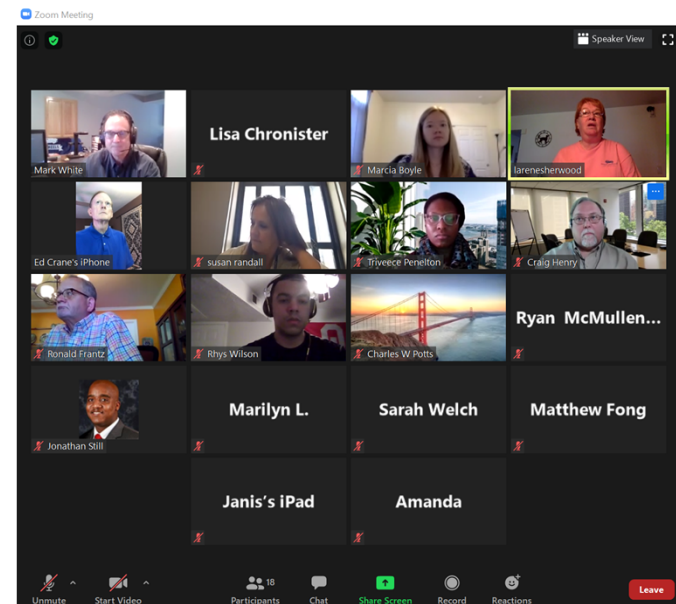 Zoom Meeting
Speaker View
Mark White
Lisa Chronister
Marcia Boyle
larenesherwood
Ed Crane's iPhone
susan randall
Triveece Penelton
Craig Henry
Ronald Frantz
Rhys Wilson
Charles W Potts
Ryan McMullen...
Jonathan Still
Marilyn L.
Sarah Welch
Matthew Fong
Janis's iPad
Amanda
18
Unmute
Start Video
Participants
Chat
Share Screen
Record
Reactions
Leave